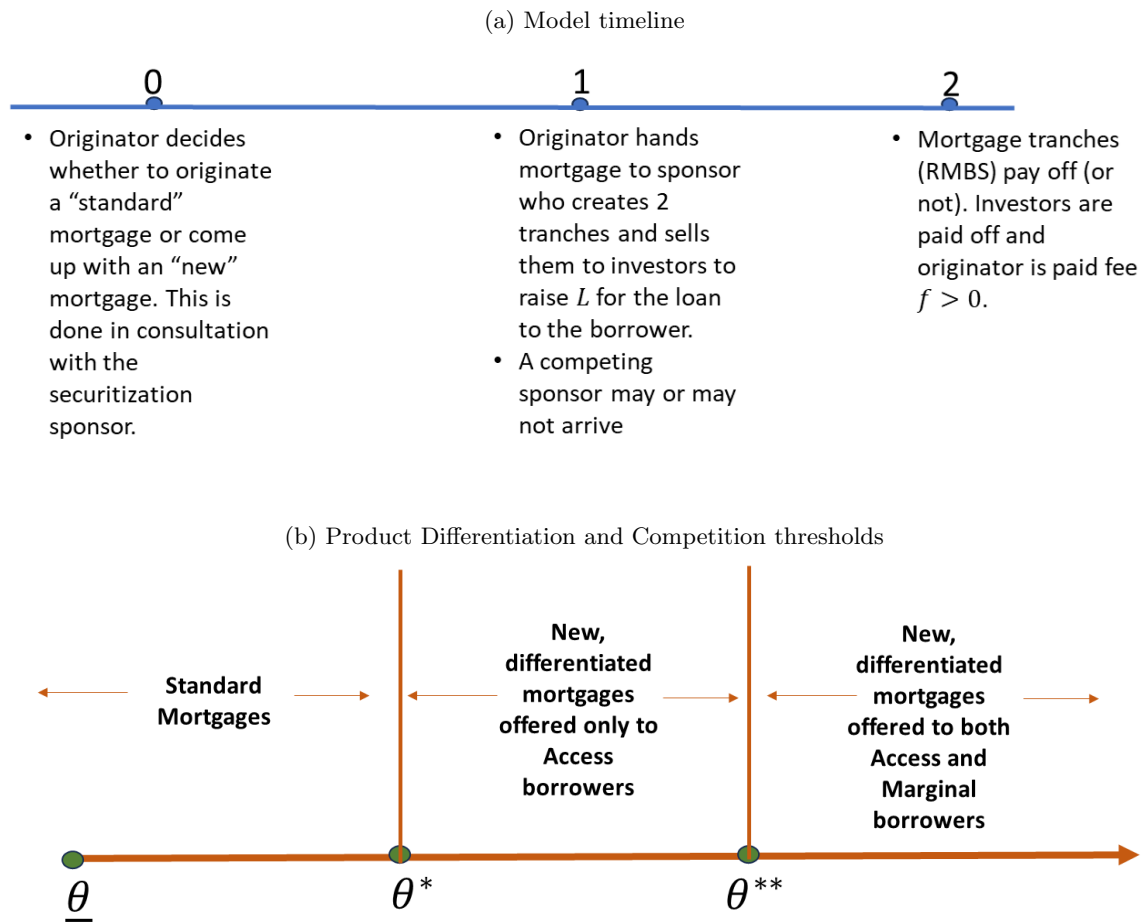 (a) Model timeline
0
1
2
• Originator decides
whether to originate
a “standard”
mortgage or come
up with an “new”
mortgage. This is
done in consultation
with the
securitization
sponsor.
• Originator hands
mortgage to sponsor
who creates 2
tranches and sells
them to investors to
raise L for the loan
to the borrower.
• A competing
sponsor may or may
not arrive
• Mortgage tranches
(RMBS) pay off (or
not). Investors are
paid off and
originator is paid fee
f > 0.
(b) Product Differentiation and Competition thresholds
Standard
Mortgages
New,
differentiated
mortgages
offered only to
Access
borrowers
New,
differentiated
mortgages
offered to both
Access and
Marginal
borrowers
θ
θ*
θ**